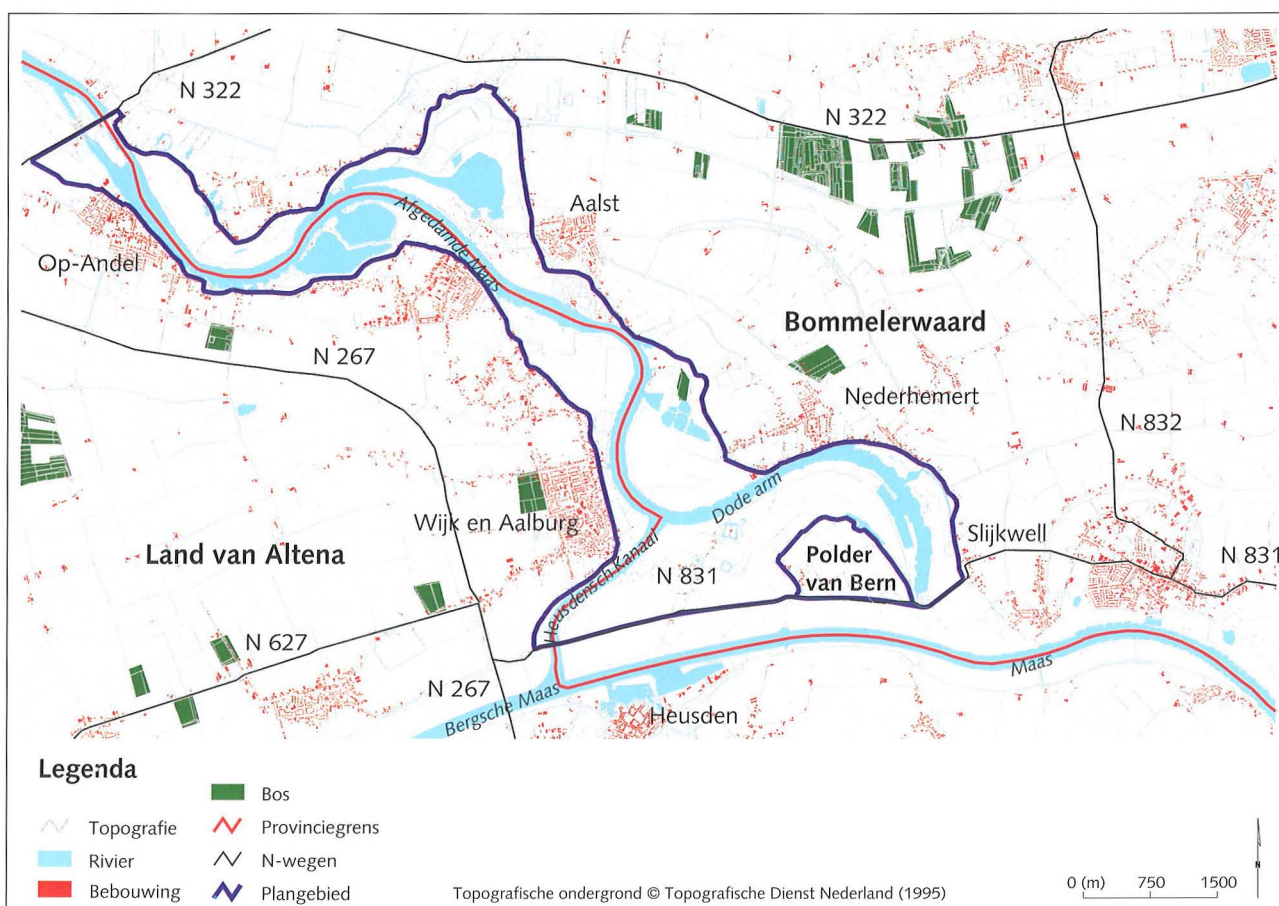 N 322
N 322
Aalst
Afgedamde Maas
Op-Andel
Bommelerwaard
N 267
Nederhemert
N 832
Dode arm
Wijk en Aalburg
Slijkwell
Land van Altena
Heusdensch Kanaal
N 831
Polder
van Bern
N 831
N 627
N 267
Bergsche Maas
Maas
Heusden
Legenda
Bos
Topografie
Provinciegrens
Rivier
N-wegen
Bebouwing
Plangebied
Topografische ondergrond © Topografische Dienst Nederland (1995)
0 (m) 750 1500
N